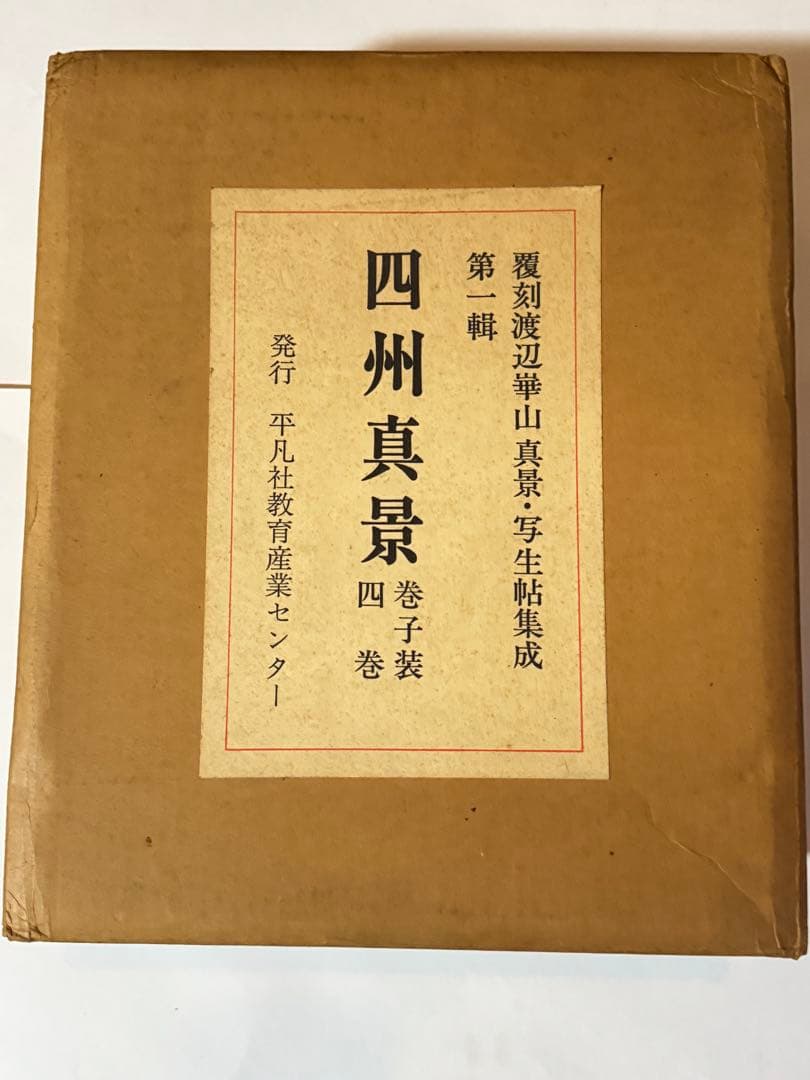 覆刻渡辺崋山 真景・写生帖集成
第一輯
四州真景
巻子装
四巻
発行 平凡社教育産業センター